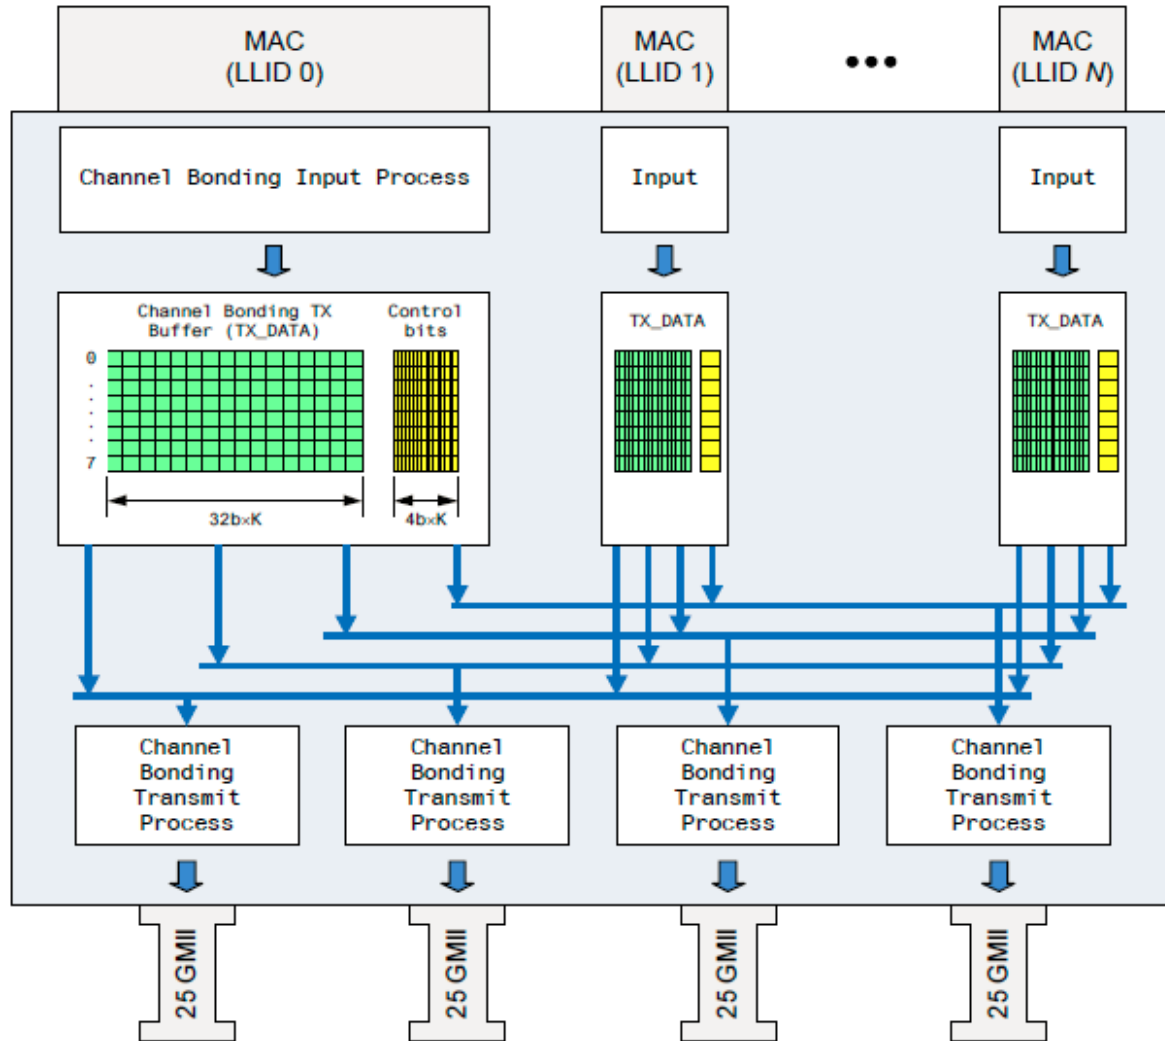 MAC
(LLID 0)
MAC
(LLID 1)
•••
MAC
(LLID N)
Channel Bonding Input Process
Input
Input
Channel Bonding TX
Buffer (TX_DATA)
Control
bits
TX_DATA
TX_DATA
0
.
.
.
.
.
7
32b×K
4b×K
Channel
Bonding
Transmit
Process
Channel
Bonding
Transmit
Process
Channel
Bonding
Transmit
Process
Channel
Bonding
Transmit
Process
25 GMII
25 GMII
25 GMII
25 GMII